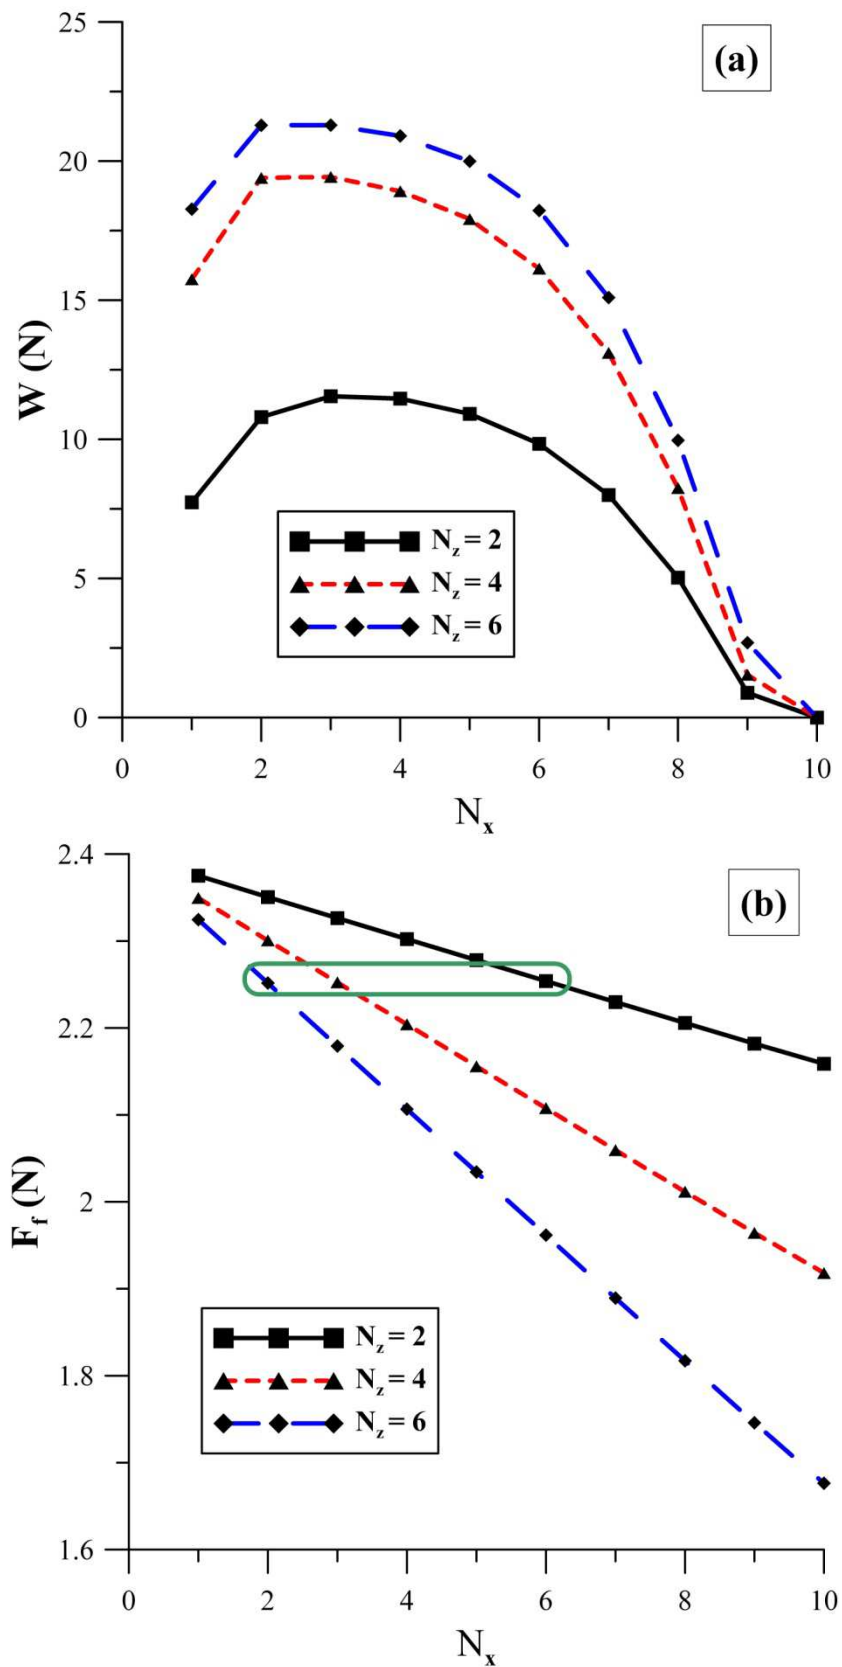 25
(a)
20
15
W (N)
10
N_z = 2
N_z = 4
N_z = 6
5
0
0 2 4 6 8 10
N_x
2.4
(b)
2.2
2
F_f (N)
N_z = 2
N_z = 4
N_z = 6
1.8
1.6
0 2 4 6 8 10
N_x